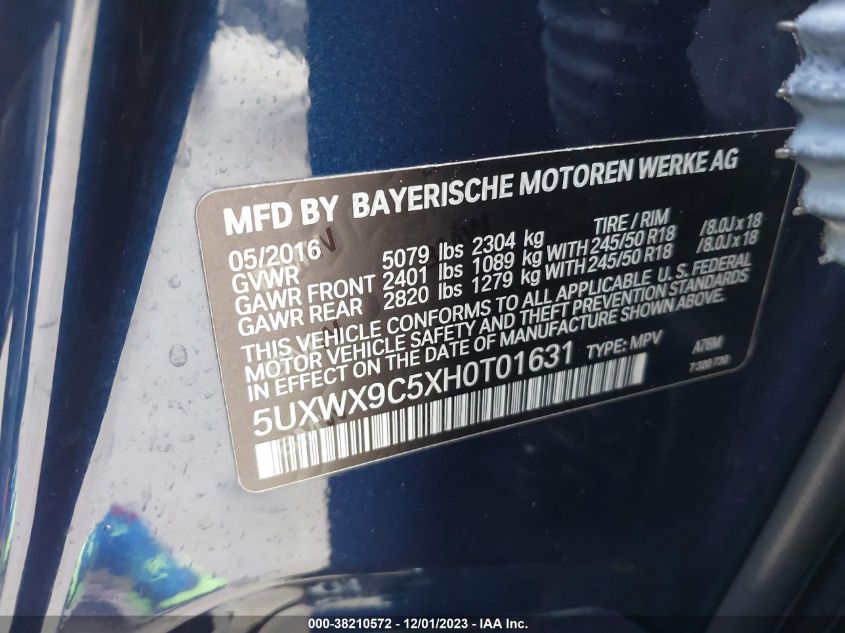 MFD BY BAYERISCHE MOTOREN WERKE AG
05/2016 TIRE / RIM
GVWR 5079 lbs 2304 kg
GAWR FRONT 2401 lbs 1089 kg WITH 245/50 R18 /8.0J x 18
GAWR REAR 2820 lbs 1279 kg WITH 245/50 R18 /8.0J x 18
THIS VEHICLE CONFORMS TO ALL APPLICABLE U. S. FEDERAL
MOTOR VEHICLE SAFETY AND THEFT PREVENTION STANDARDS
IN EFFECT ON THE DATE OF MANUFACTURE SHOWN ABOVE.
5UXWX9C5XH0T01631 TYPE: MPV A76M
T-320 730
000-38210572 - 12/01/2023 - IAA Inc.